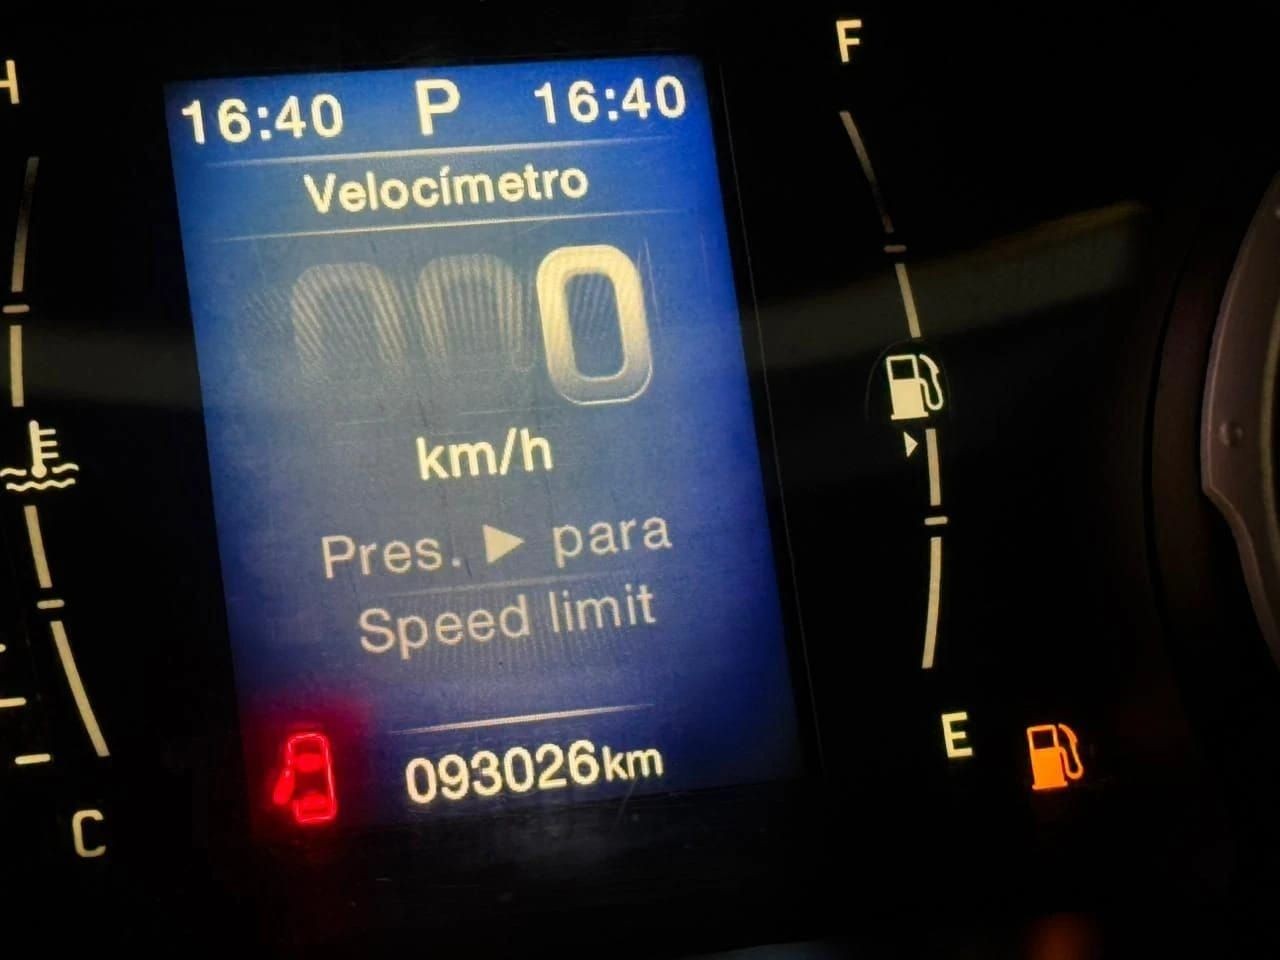 H
F
16:40 P 16:40
Velocímetro
0
km/h
Pres. ► para
Speed limit
093026km
E
C